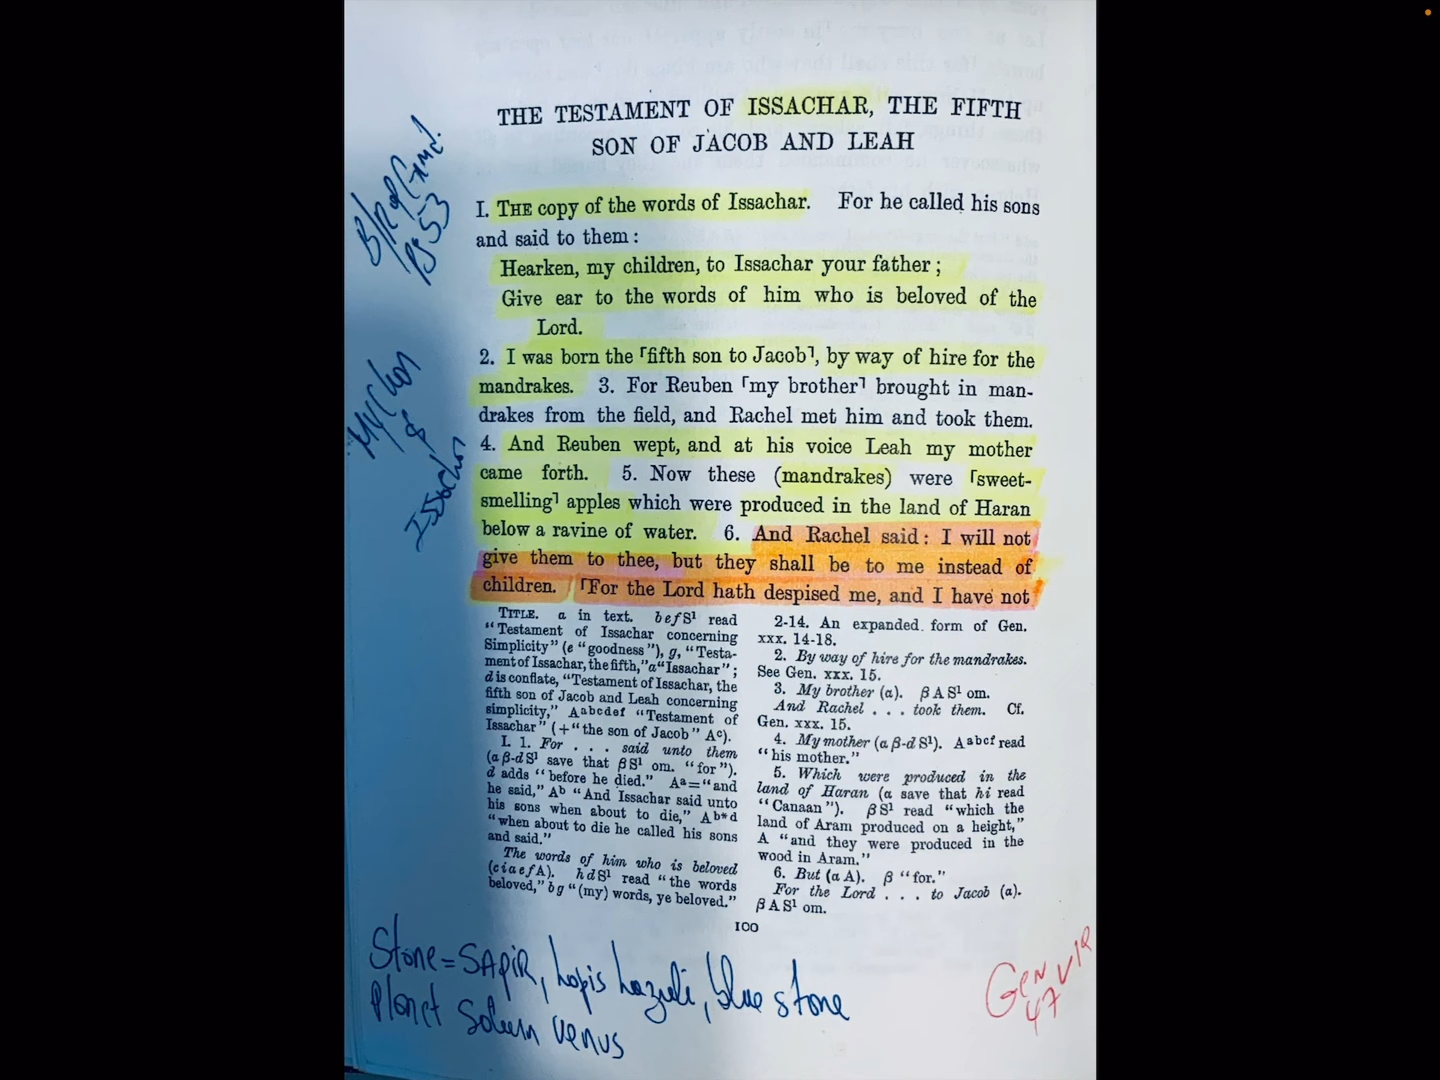 THE TESTAMENT OF ISSACHAR, THE FIFTH
SON OF JACOB AND LEAH
I. THE copy of the words of Issachar. For he called his sons
and said to them:
Hearken, my children, to Issachar your father;
Give ear to the words of him who is beloved of the
Lord.
2. I was born the ⌜fifth son to Jacob⌝, by way of hire for the
mandrakes. 3. For Reuben ⌜my brother⌝ brought in man-
drakes from the field, and Rachel met him and took them.
4. And Reuben wept, and at his voice Leah my mother
came forth. 5. Now these (mandrakes) were ⌜sweet-
smelling⌝ apples which were produced in the land of Haran
below a ravine of water. 6. And Rachel said: I will not
give them to thee, but they shall be to me instead of
children. ⌜For the Lord hath despised me, and I have not
TITLE. α in text. b e f S¹ read
“Testament of Issachar concerning
Simplicity” (e “goodness”), g, “Testa-
ment of Issachar, the fifth,” a “Issachar”;
d is conflate, “Testament of Issachar, the
fifth son of Jacob and Leah concerning
simplicity,” Aᵃᵇᶜᵈᵉᶠ “Testament of
Issachar” (+“the son of Jacob” Aᶜ).
I. 1. For . . . said unto them
(α β-d S¹ save that β S¹ om. “for”).
d adds “before he died.” Aᵃ=“and
he said,” Aᵇ “And Issachar said unto
his sons when about to die,” Aᵇ*ᵈ
“when about to die he called his sons
and said.”
The words of him who is beloved
(c i a e f A). h d S¹ read “the words
beloved,” b g “(my) words, ye beloved.”
2-14. An expanded form of Gen.
xxx. 14-18.
2. By way of hire for the mandrakes.
See Gen. xxx. 15.
3. My brother (α). β A S¹ om.
And Rachel . . . took them. Cf.
Gen. xxx. 15.
4. My mother (α β-d S¹). Aᵃᵇᶜᶠ read
“his mother.”
5. Which were produced in the
land of Haran (α save that h i read
“Canaan”). β S¹ read “which the
land of Aram produced on a height,”
A “and they were produced in the
wood in Aram.”
6. But (α A). β “for.”
For the Lord . . . to Jacob (α).
β A S¹ om.
100
Ps 53
&
Issachar
Stone = SAPIR, Lapis Lazuli, blue stone
Planet Venus
Gen
47 V 19